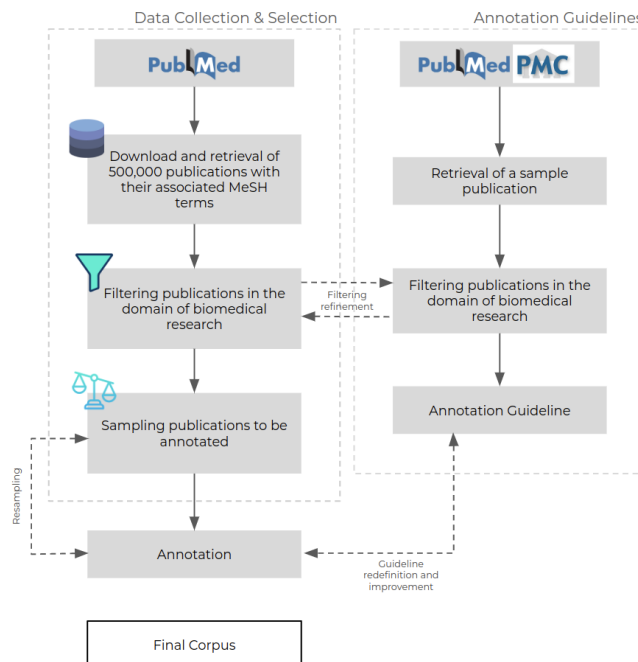 Data Collection & Selection
PubMed
Download and retrieval of
500,000 publications with
their associated MeSH
terms
Filtering publications in the
domain of biomedical
research
Sampling publications to be
annotated
Resampling
Annotation
Final Corpus
Filtering
refinement
Guideline
redefinition and
improvement
Annotation Guidelines
PubMed PMC
Retrieval of a sample
publication
Filtering publications in the
domain of biomedical
research
Annotation Guideline